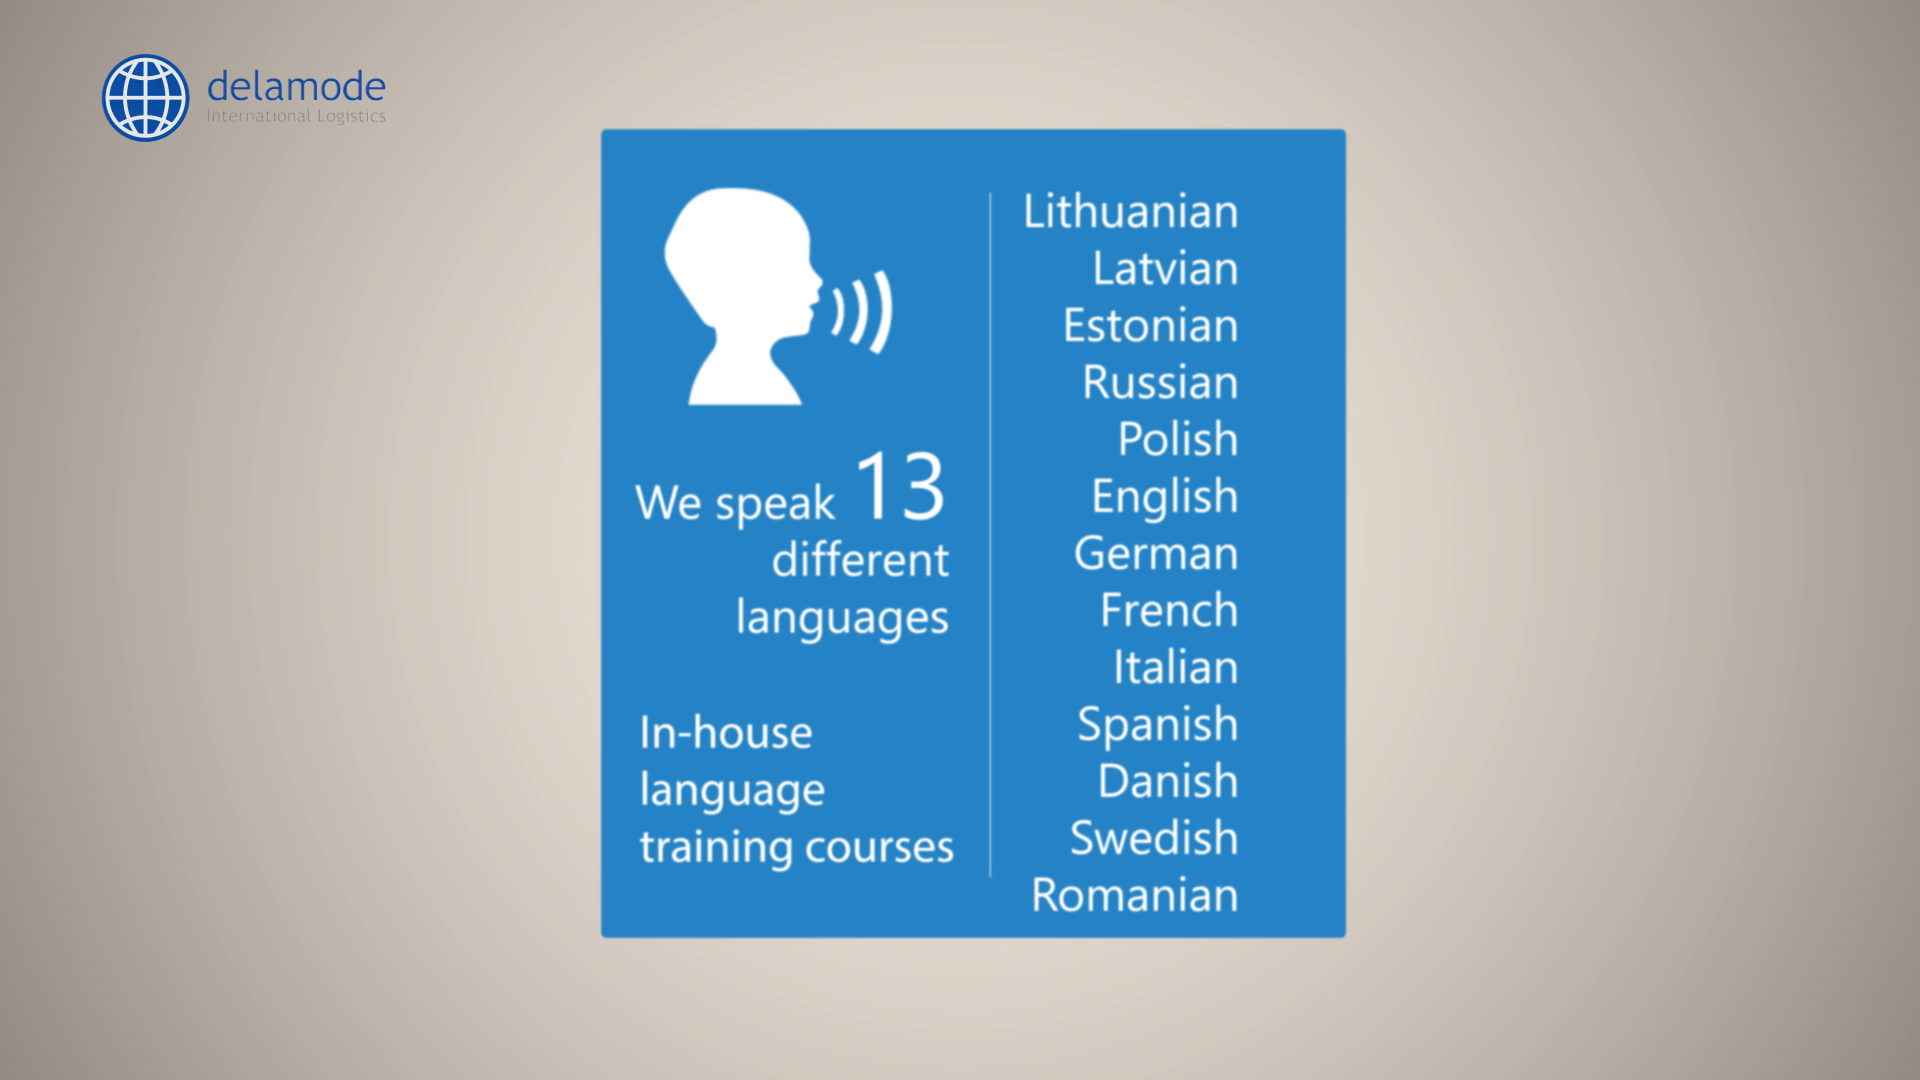 delamode
International Logistics
We speak 13
different
languages
In-house
language
training courses
Lithuanian
Latvian
Estonian
Russian
Polish
English
German
French
Italian
Spanish
Danish
Swedish
Romanian